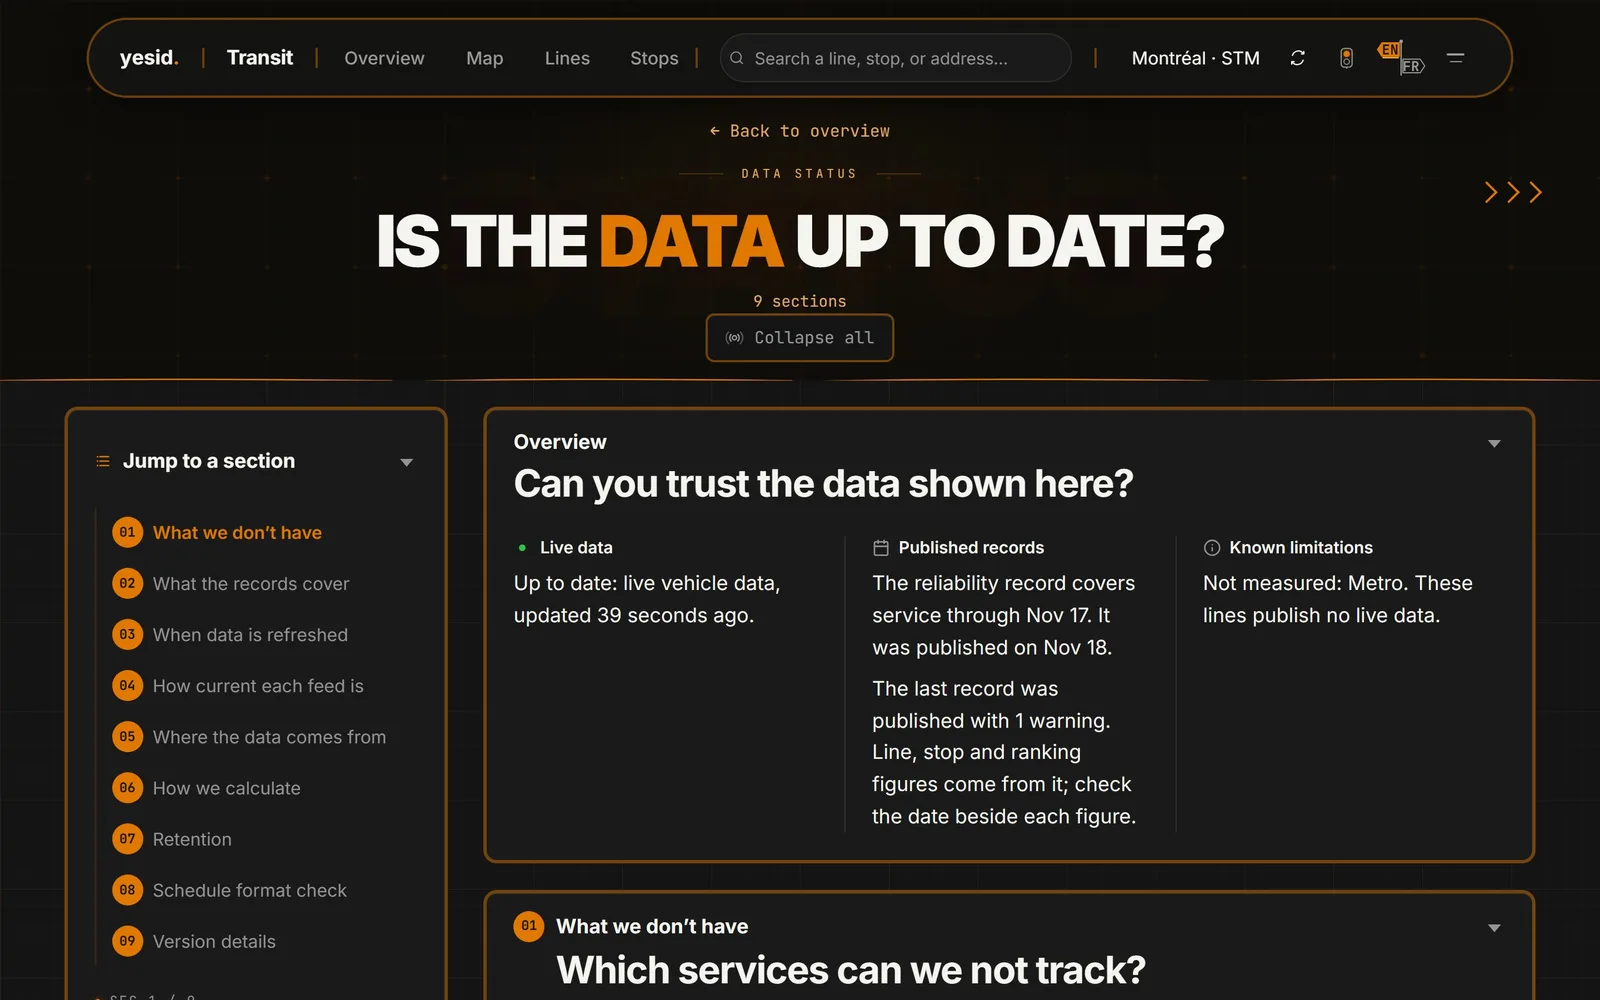 yesid.
Transit
Overview
Map
Lines
Stops
Search a line, stop, or address...
Montréal · STM
EN
FR
← Back to overview
DATA STATUS
IS THE DATA UP TO DATE?
9 sections
Collapse all
Jump to a section
01 What we don’t have
02 What the records cover
03 When data is refreshed
04 How current each feed is
05 Where the data comes from
06 How we calculate
07 Retention
08 Schedule format check
09 Version details
Overview
Can you trust the data shown here?
Live data
Up to date: live vehicle data,
updated 39 seconds ago.
Published records
The reliability record covers
service through Nov 17. It
was published on Nov 18.
The last record was
published with 1 warning.
Line, stop and ranking
figures come from it; check
the date beside each figure.
Known limitations
Not measured: Metro. These
lines publish no live data.
01 What we don’t have
Which services can we not track?